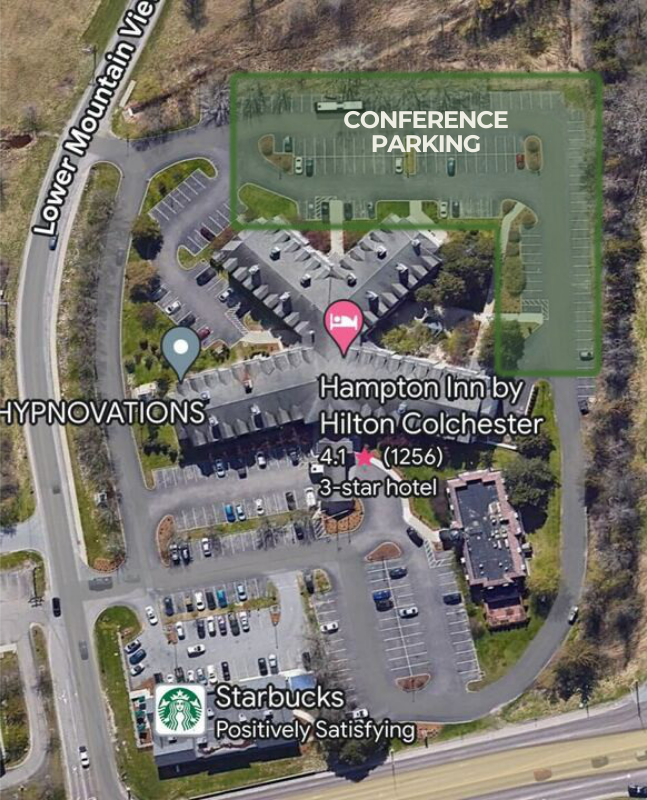 Lower Mountain Vie
CONFERENCE
PARKING
HYPNOVATIONS
Hampton Inn by
Hilton Colchester
4.1 ★ (1256)
3-star hotel
Starbucks
Positively Satisfying